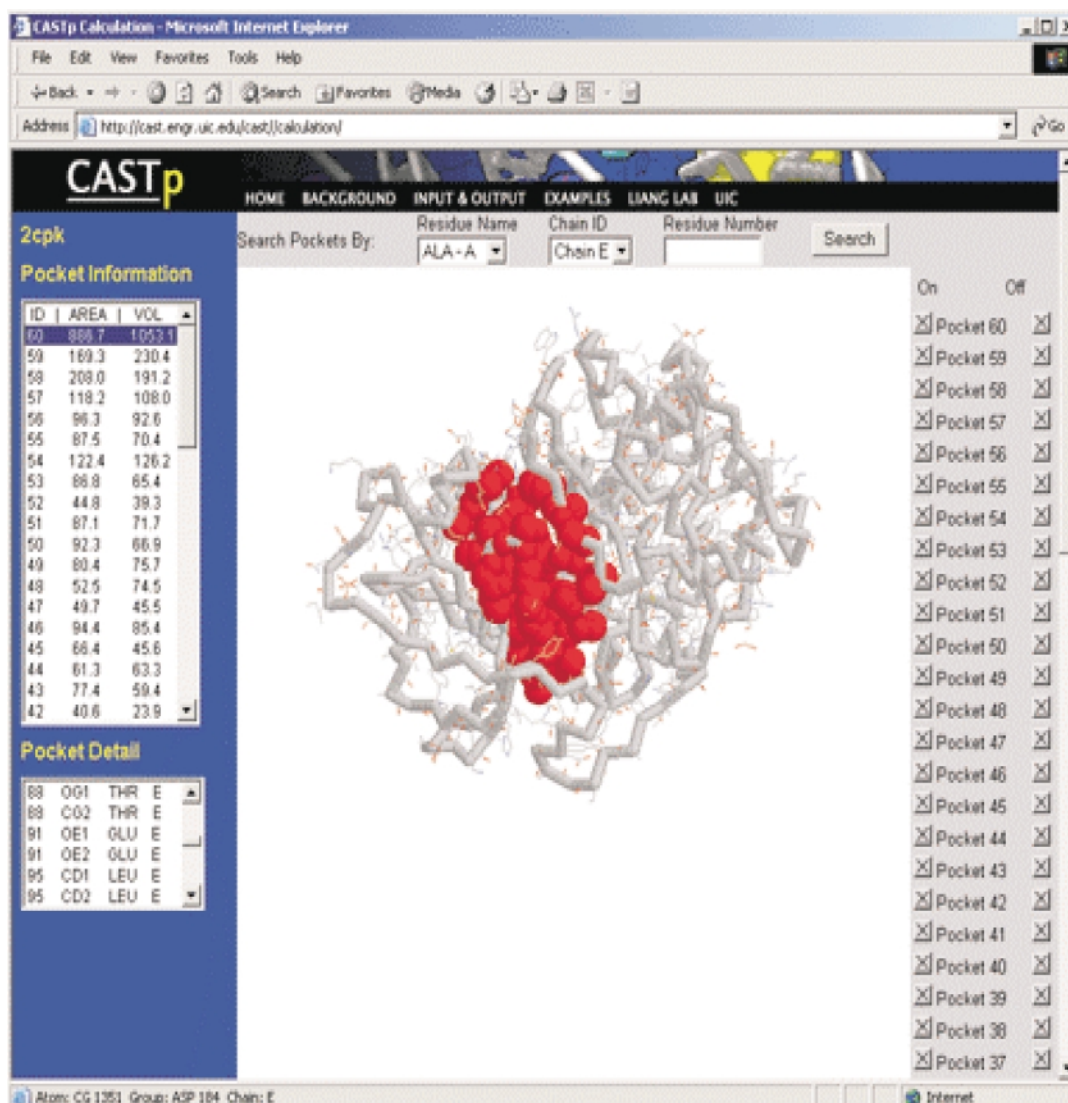 CASTp Calculation - Microsoft Internet Explorer
File Edit View Favorites Tools Help
Back Search Favorites Media
Address http://cast.engr.uic.edu/cast//calculation/ Go
CASTp
HOME BACKGROUND INPUT & OUTPUT EXAMPLES LIANG LAB UIC
2cpk
Search Pockets By:
Residue Name Chain ID Residue Number
ALA - A Chain E Search
Pocket Information
ID | AREA | VOL
60 886.7 1053.1
59 169.3 230.4
58 208.0 191.2
57 118.2 108.0
56 96.3 92.6
55 87.5 70.4
54 122.4 126.2
53 86.8 65.4
52 44.8 39.3
51 87.1 71.7
50 92.3 66.9
49 80.4 75.7
48 52.5 74.5
47 49.7 45.5
46 94.4 85.4
45 66.4 45.6
44 61.3 63.3
43 77.4 59.4
42 40.6 23.9
Pocket Detail
88 OG1 THR E
88 CG2 THR E
91 OE1 GLU E
91 OE2 GLU E
95 CD1 LEU E
95 CD2 LEU E
On Off
Pocket 60
Pocket 59
Pocket 58
Pocket 57
Pocket 56
Pocket 55
Pocket 54
Pocket 53
Pocket 52
Pocket 51
Pocket 50
Pocket 49
Pocket 48
Pocket 47
Pocket 46
Pocket 45
Pocket 44
Pocket 43
Pocket 42
Pocket 41
Pocket 40
Pocket 39
Pocket 38
Pocket 37
Atom: CG 1351 Group: ASP 184 Chain: E
Internet